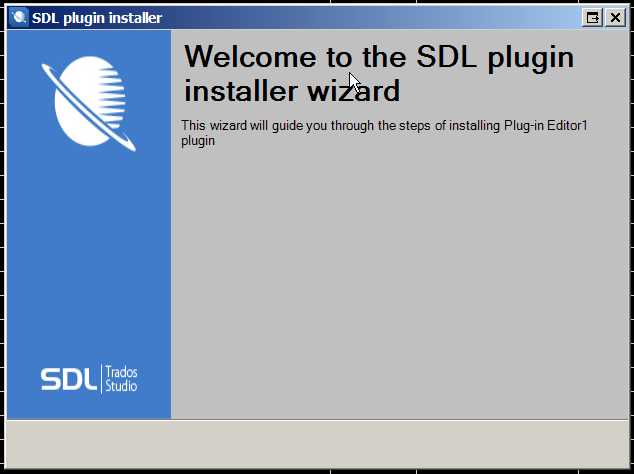 SDL plugin installer
Welcome to the SDL plugin
installer wizard
This wizard will guide you through the steps of installing Plug-in Editor1
plugin
SDL Trados
Studio